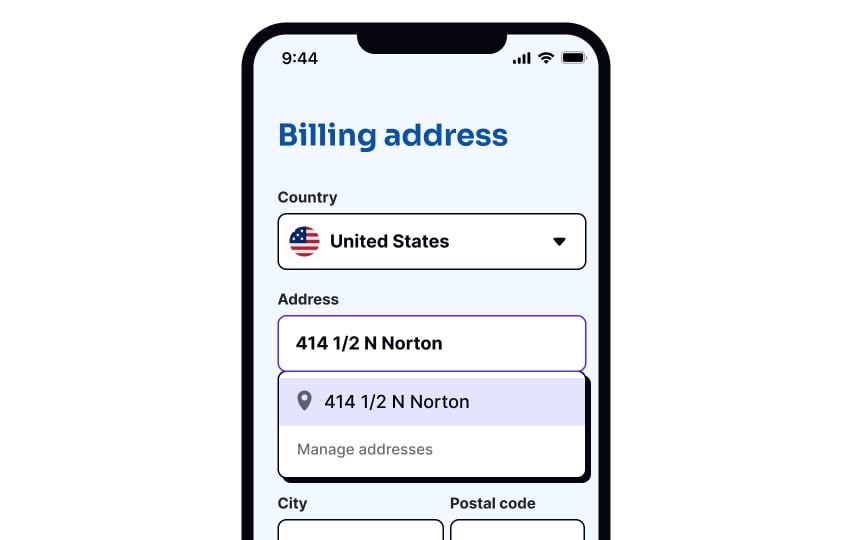 9:44
Billing address
Country
United States
Address
414 1/2 N Norton
414 1/2 N Norton
Manage addresses
City
Postal code